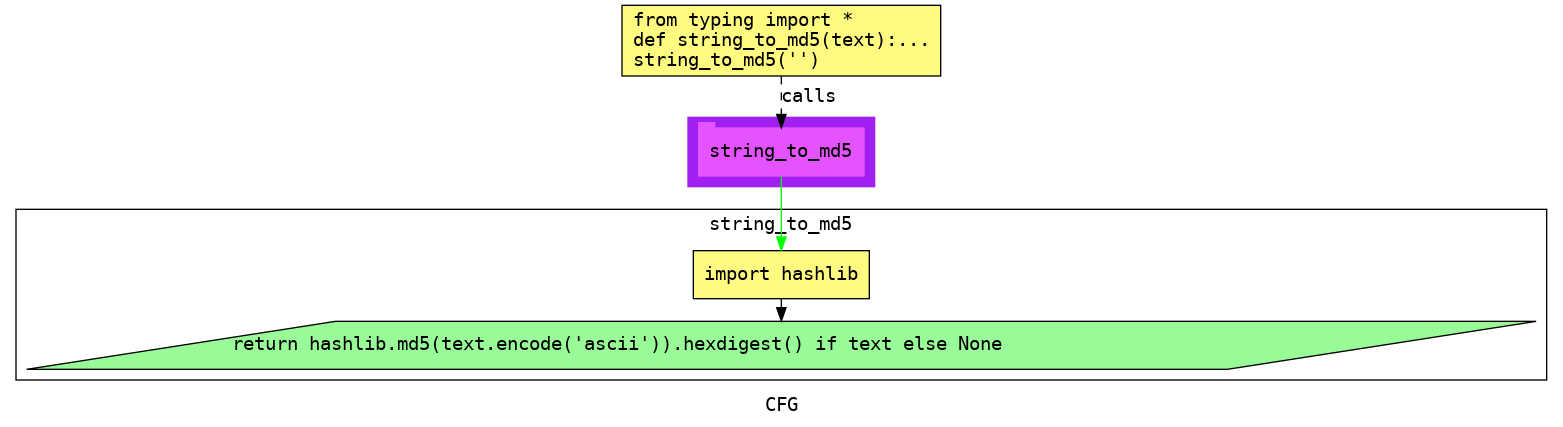 from typing import *
def string_to_md5(text):...
string_to_md5('')
calls
string_to_md5
string_to_md5
import hashlib
return hashlib.md5(text.encode('ascii')).hexdigest() if text else None
CFG